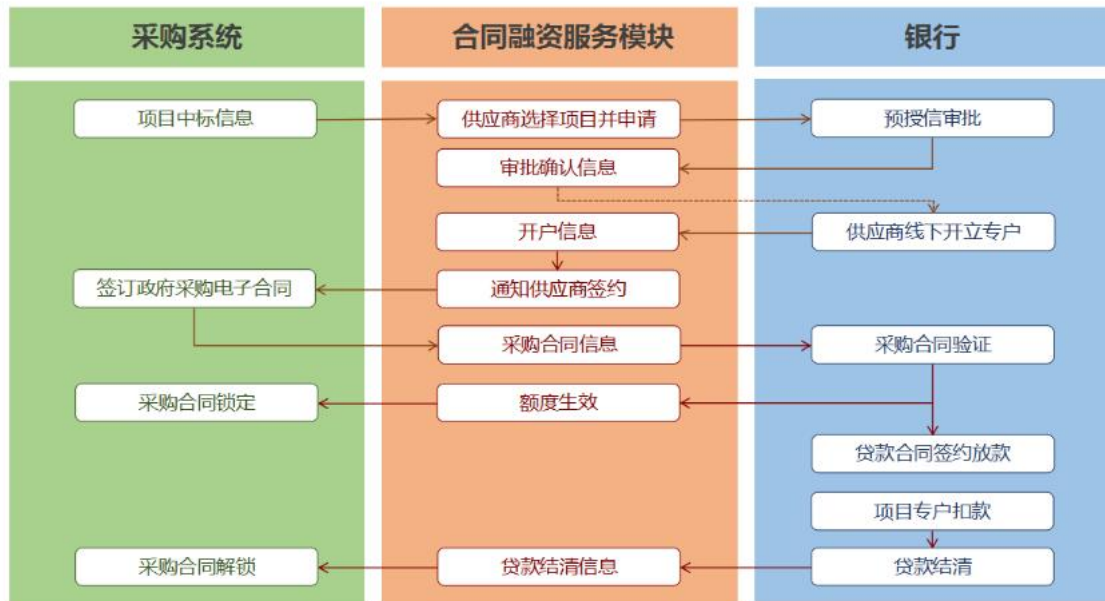 采购系统 合同融资服务模块 银行
项目中标信息 供应商选择项目并申请 预授信审批
审批确认信息
开户信息 供应商线下开立专户
签订政府采购电子合同 通知供应商签约
采购合同信息 采购合同验证
采购合同锁定 额度生效
贷款合同签约放款
项目专户扣款
采购合同解锁 贷款结清信息 贷款结清